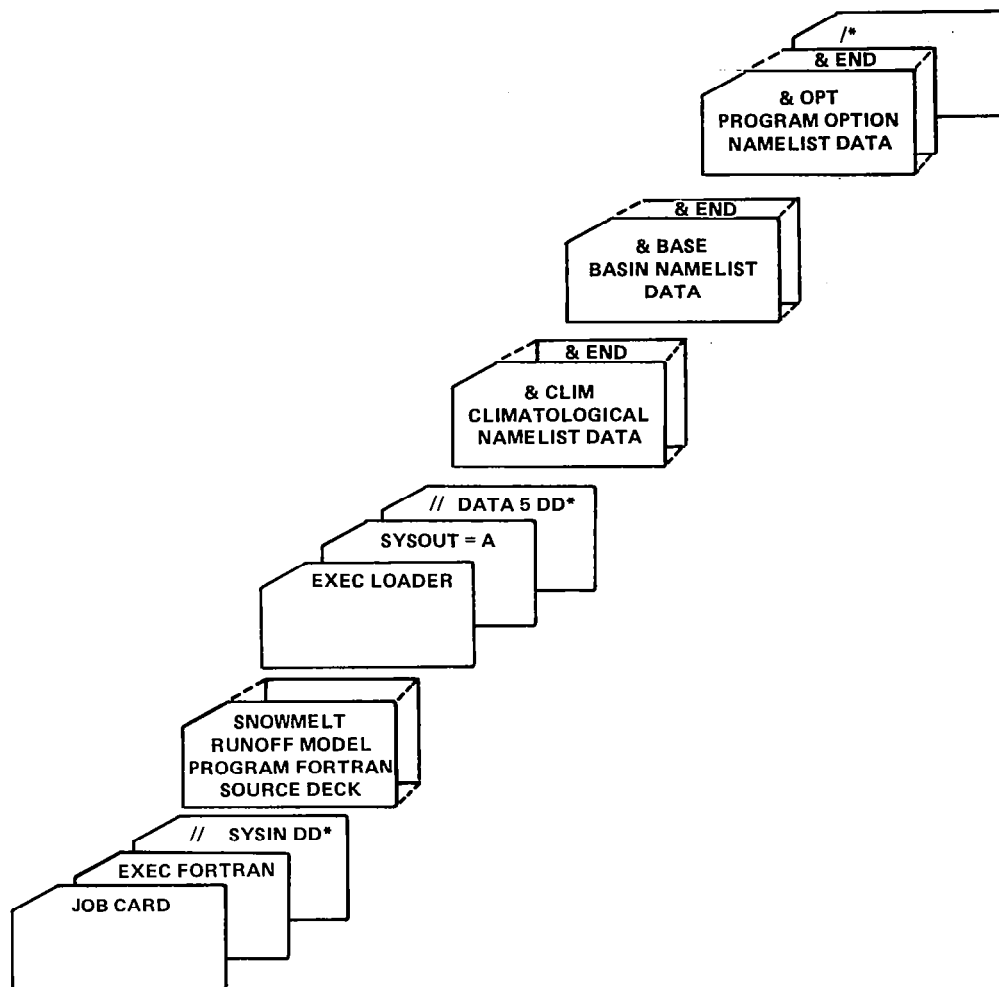 /*
& END
& OPT
PROGRAM OPTION
NAMELIST DATA
& END
& BASE
BASIN NAMELIST
DATA
& END
& CLIM
CLIMATOLOGICAL
NAMELIST DATA
// DATA 5 DD*
SYSOUT = A
EXEC LOADER
SNOWMELT
RUNOFF MODEL
PROGRAM FORTRAN
SOURCE DECK
// SYSIN DD*
EXEC FORTRAN
JOB CARD